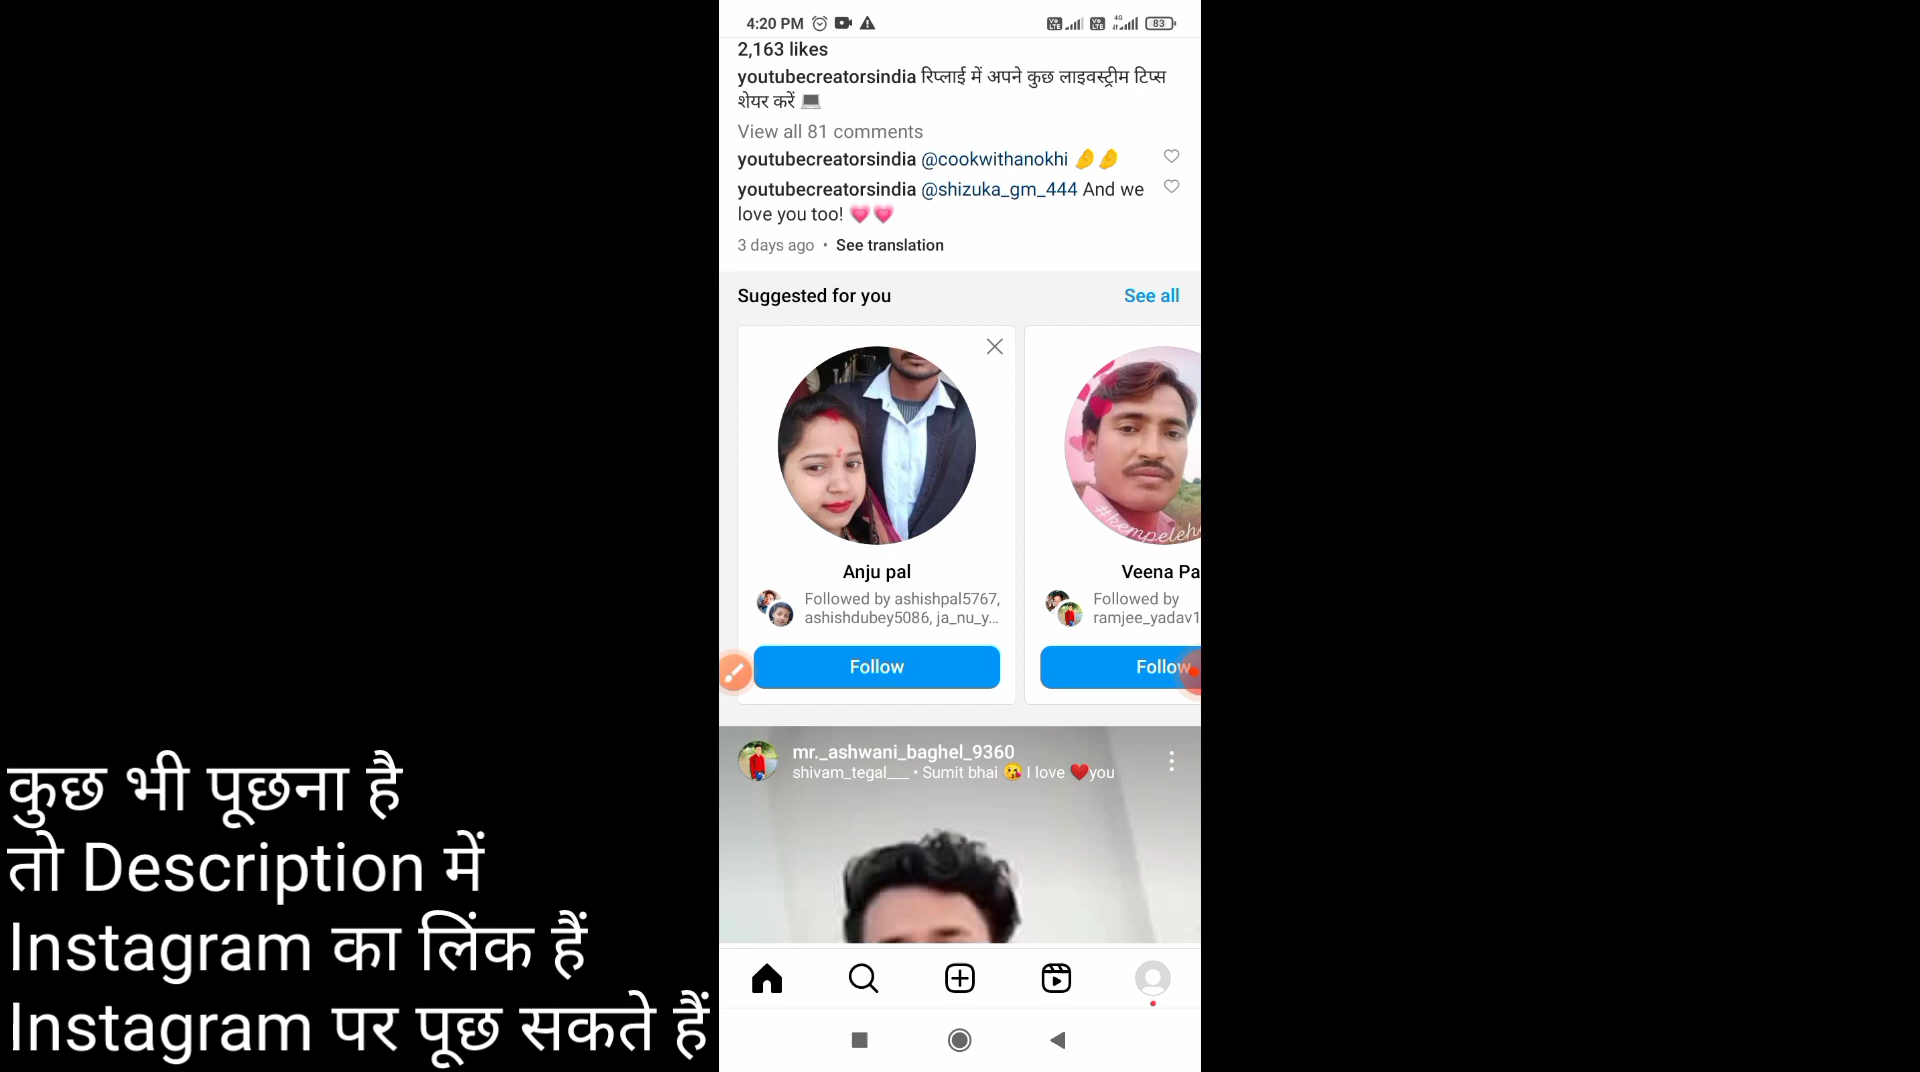 4:20 PM
4G
83
2,163 likes
youtubecreatorsindia रिप्लाई में अपने कुछ लाइवस्ट्रीम टिप्स
शेयर करें
View all 81 comments
youtubecreatorsindia @cookwithanokhi
youtubecreatorsindia @shizuka_gm_444 And we
love you too!
3 days ago • See translation
Suggested for you
See all
#kempeleh
Anju pal
Veena Pa
Followed by ashishpal5767,
ashishdubey5086, ja_nu_y...
Followed by
ramjee_yadav1
Follow
Follow
mr._ashwani_baghel_9360
shivam_tegal___ • Sumit bhai 😘 I love ❤️you
कुछ भी पूछना है
तो Description में
Instagram का लिंक हैं
Instagram पर पूछ सकते हैं